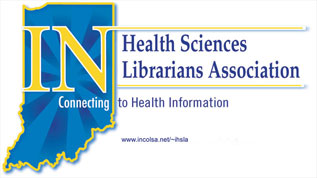 IN
Health Sciences
Librarians Association
Connecting to Health Information
www.incolsa.net/~ihsla